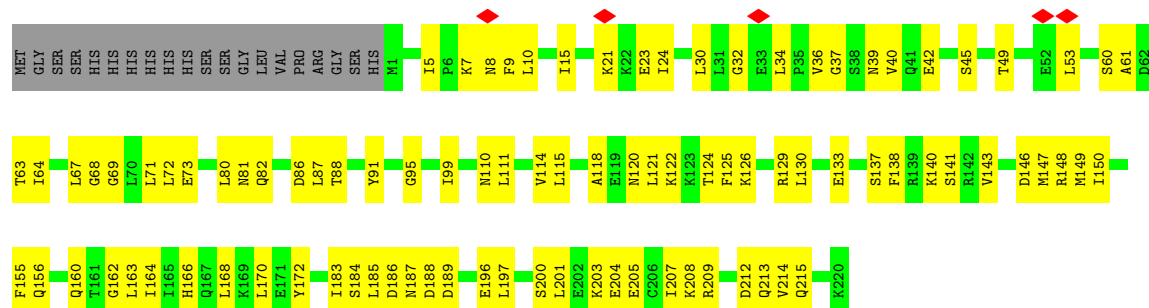 MET GLY SER SER HIS HIS HIS HIS HIS HIS SER SER GLY LEU VAL PRO ARG GLY SER HIS M1 I5 P6 K7 N8 F9 L10 I15 K21 K22 E23 I24 L30 L31 G32 E33 L34 P35 V36 G37 S38 N39 V40 Q41 E42 S45 T49 E52 L53 S60 A61 D62
T63 I64 L67 G68 G69 L70 L71 L72 E73 L80 N81 Q82 D86 L87 T88 Y91 G95 I99 N110 L111 V114 L115 A118 E119 N120 L121 K122 K123 T124 F125 K126 R129 L130 E133 S137 F138 R139 K140 S141 R142 V143 D146 M147 R148 M149 I150
F155 Q156 Q160 T161 G162 L163 I164 I165 H166 Q167 L168 K169 L170 E171 Y172 I183 S184 L185 D186 N187 D188 D189 E196 L197 S200 L201 E202 K203 E204 E205 C206 I207 K208 R209 D212 Q213 V214 Q215 K220